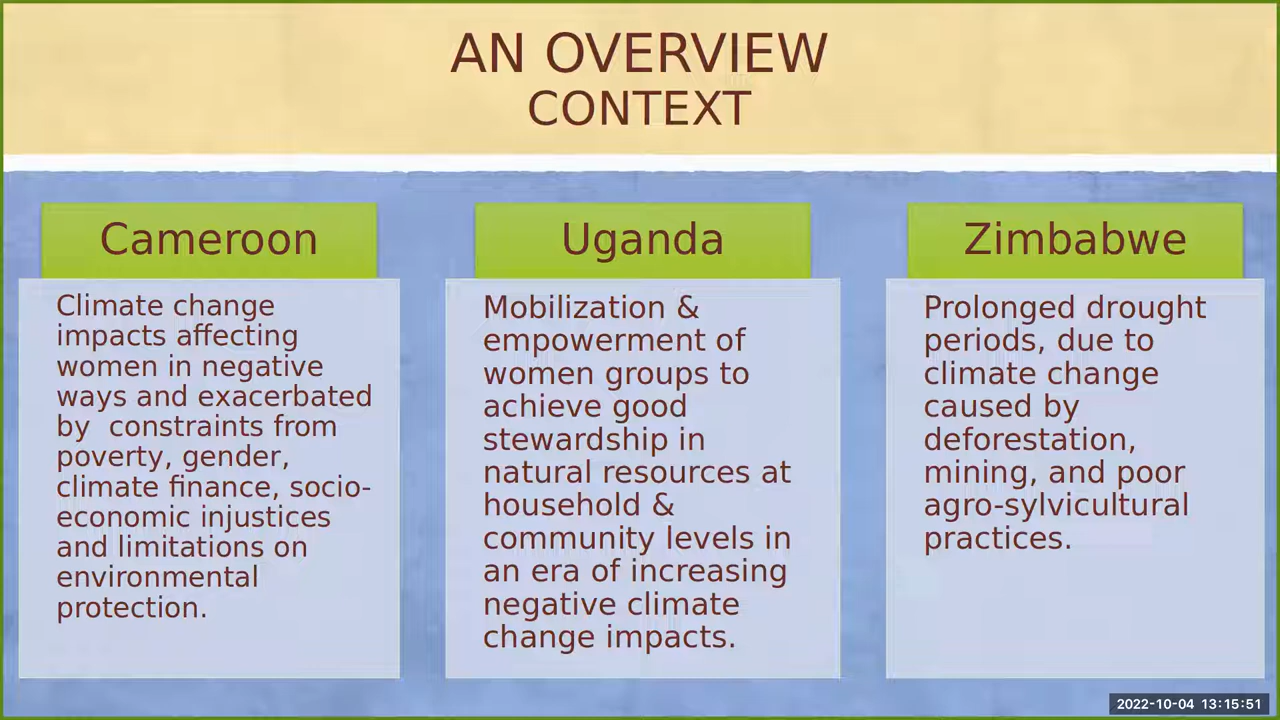 AN OVERVIEW
CONTEXT
Cameroon
Climate change
impacts affecting
women in negative
ways and exacerbated
by  constraints from
poverty, gender,
climate finance, socio-
economic injustices
and limitations on
environmental
protection.
Uganda
Mobilization &
empowerment of
women groups to
achieve good
stewardship in
natural resources at
household &
community levels in
an era of increasing
negative climate
change impacts.
Zimbabwe
Prolonged drought
periods, due to
climate change
caused by
deforestation,
mining, and poor
agro-sylvicultural
practices.
2022-10-04 13:15:51